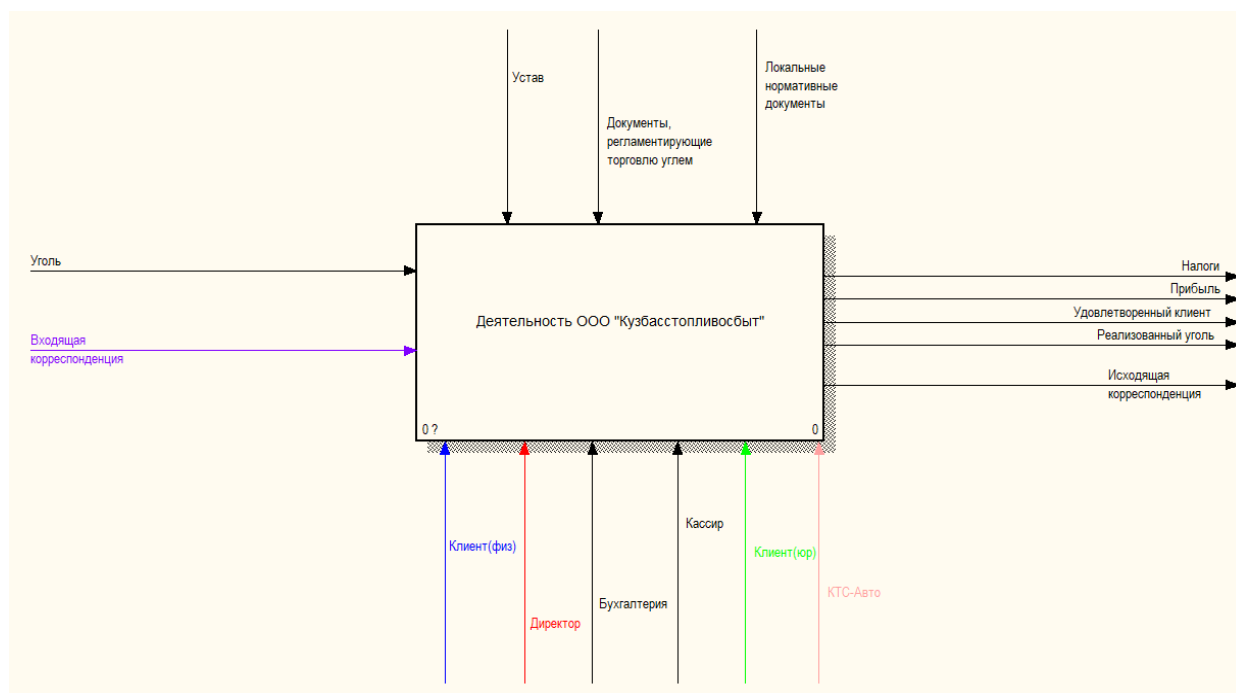 Устав
Локальные
нормативные
документы
Документы,
регламентирующие
торговлю углем
Уголь
Входящая
корреспонденция
Деятельность ООО "Кузбасстопливосбыт"
0 ?
0
Налоги
Прибыль
Удовлетворенный клиент
Реализованный уголь
Исходящая
корреспонденция
Клиент(физ)
Директор
Бухгалтерия
Кассир
Клиент(юр)
КТС-Авто